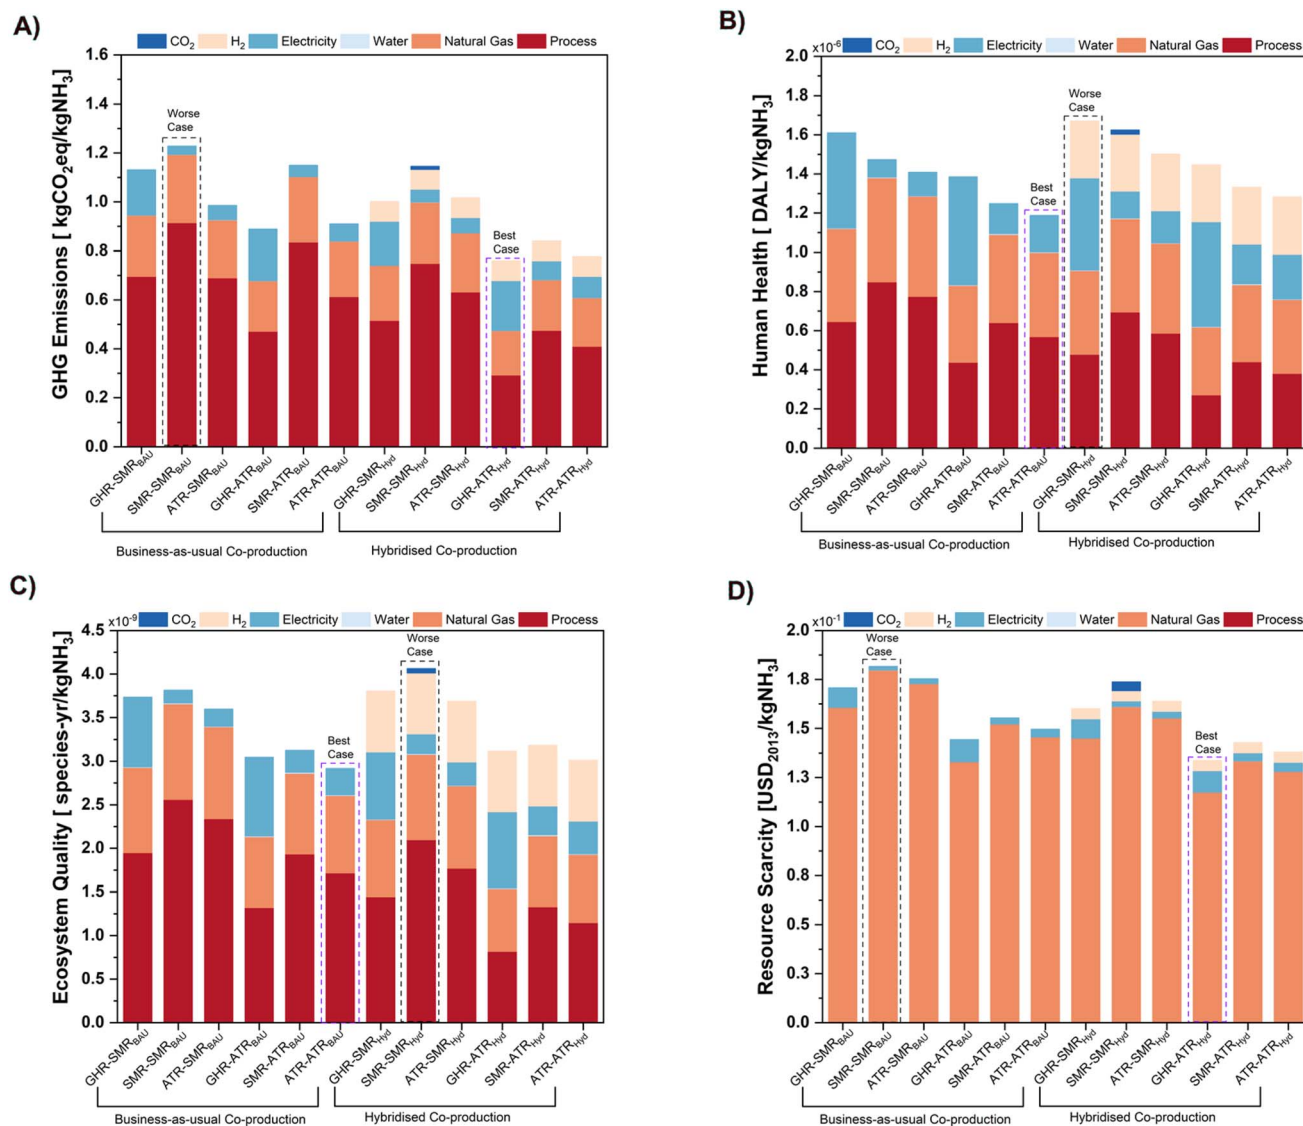 A)
CO2 H2 Electricity Water Natural Gas Process
GHG Emissions [ kgCO2eq/kgNH3]
1.6
1.4
1.2
1.0
0.8
0.6
0.4
0.2
0.0
Worse
Case
Best
Case
GHR-SMRBAU
SMR-SMRBAU
ATR-SMRBAU
GHR-ATRBAU
SMR-ATRBAU
ATR-ATRBAU
GHR-SMRHyd
SMR-SMRHyd
ATR-SMRHyd
GHR-ATRHyd
SMR-ATRHyd
ATR-ATRHyd
Business-as-usual Co-production
Hybridised Co-production
B)
x10-6
CO2 H2 Electricity Water Natural Gas Process
Human Health [ DALY/kgNH3]
2.0
1.8
1.6
1.4
1.2
1.0
0.8
0.6
0.4
0.2
0.0
Best
Case
Worse
Case
GHR-SMRBAU
SMR-SMRBAU
ATR-SMRBAU
GHR-ATRBAU
SMR-ATRBAU
ATR-ATRBAU
GHR-SMRHyd
SMR-SMRHyd
ATR-SMRHyd
GHR-ATRHyd
SMR-ATRHyd
ATR-ATRHyd
Business-as-usual Co-production
Hybridised Co-production
C)
x10-9
CO2 H2 Electricity Water Natural Gas Process
Ecosystem Quality [ species-yr/kgNH3]
4.5
4.0
3.5
3.0
2.5
2.0
1.5
1.0
0.5
0.0
Best
Case
Worse
Case
GHR-SMRBAU
SMR-SMRBAU
ATR-SMRBAU
GHR-ATRBAU
SMR-ATRBAU
ATR-ATRBAU
GHR-SMRHyd
SMR-SMRHyd
ATR-SMRHyd
GHR-ATRHyd
SMR-ATRHyd
ATR-ATRHyd
Business-as-usual Co-production
Hybridised Co-production
D)
x10-1
CO2 H2 Electricity Water Natural Gas Process
Resource Scarcity [USD2013/kgNH3]
2.0
1.8
1.5
1.3
1.0
0.8
0.5
0.3
0.0
Worse
Case
Best
Case
GHR-SMRBAU
SMR-SMRBAU
ATR-SMRBAU
GHR-ATRBAU
SMR-ATRBAU
ATR-ATRBAU
GHR-SMRHyd
SMR-SMRHyd
ATR-SMRHyd
GHR-ATRHyd
SMR-ATRHyd
ATR-ATRHyd
Business-as-usual Co-production
Hybridised Co-production